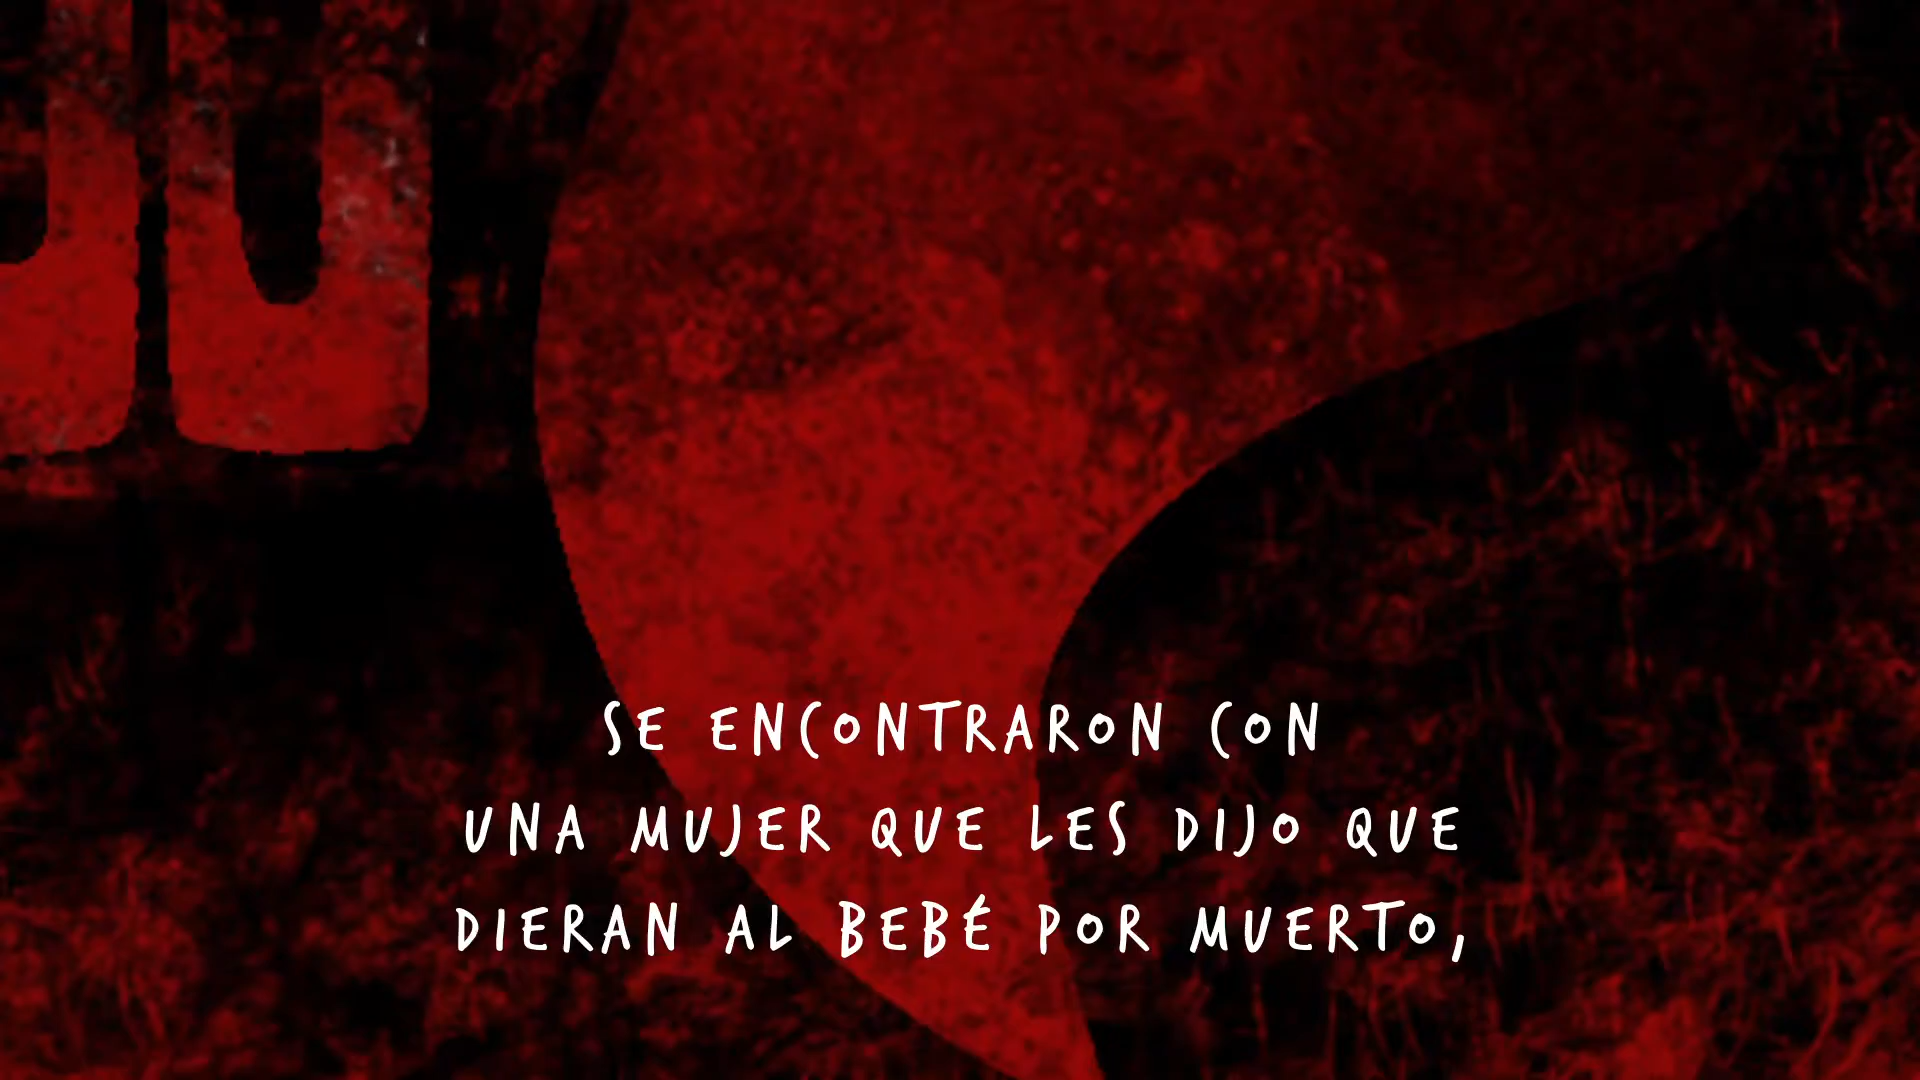 SE ENCONTRARON CON
UNA MUJER QUE LES DIJO QUE
DIERAN AL BEBÉ POR MUERTO,